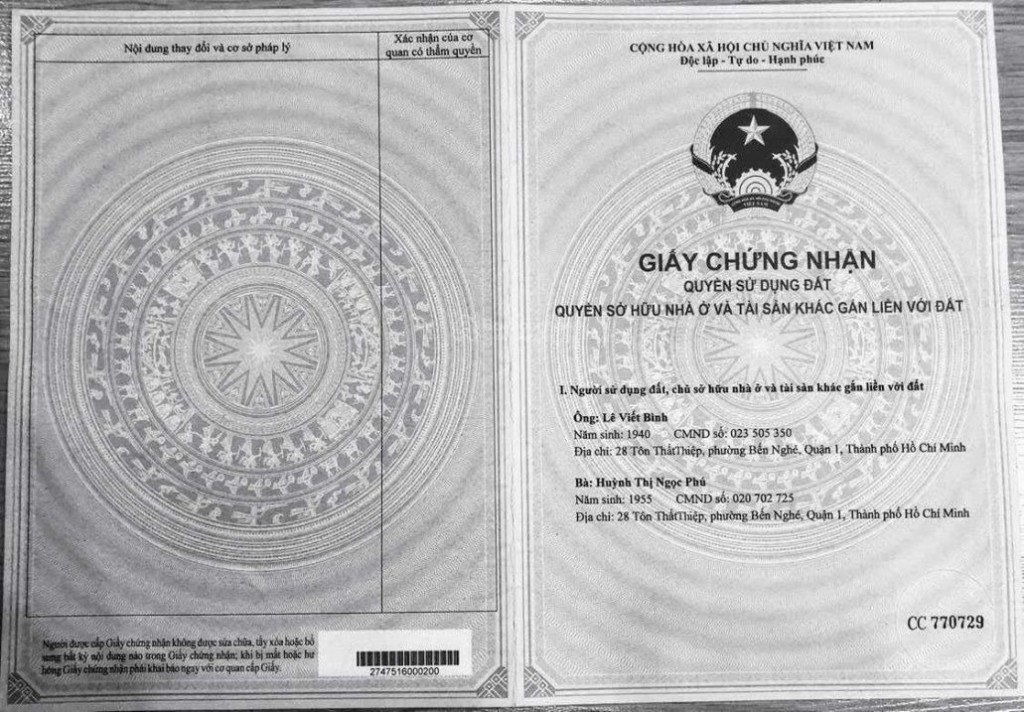 Nội dung thay đổi và cơ sở pháp lý
Xác nhận của cơ
quan có thẩm quyền
Người được cấp Giấy chứng nhận không được sửa chữa, tẩy xóa hoặc bổ
sung bất kỳ nội dung nào trong Giấy chứng nhận; khi bị mất hoặc hư
hỏng Giấy chứng nhận phải khai báo ngay với cơ quan cấp Giấy.
2747516000200
CỘNG HÒA XÃ HỘI CHỦ NGHĨA VIỆT NAM
Độc lập - Tự do - Hạnh phúc
VIỆT NAM
GIẤY CHỨNG NHẬN
QUYỀN SỬ DỤNG ĐẤT
QUYỀN SỞ HỮU NHÀ Ở VÀ TÀI SẢN KHÁC GẮN LIỀN VỚI ĐẤT
I. Người sử dụng đất, chủ sở hữu nhà ở và tài sản khác gắn liền với đất
Ông: Lê Viết Bình
Năm sinh: 1940 CMND số: 023 505 350
Địa chỉ: 28 Tôn ThấtThiệp, phường Bến Nghé, Quận 1, Thành phố Hồ Chí Minh
Bà: Huỳnh Thị Ngọc Phú
Năm sinh: 1955 CMND số: 020 702 725
Địa chỉ: 28 Tôn ThấtThiệp, phường Bến Nghé, Quận 1, Thành phố Hồ Chí Minh
CC 770729